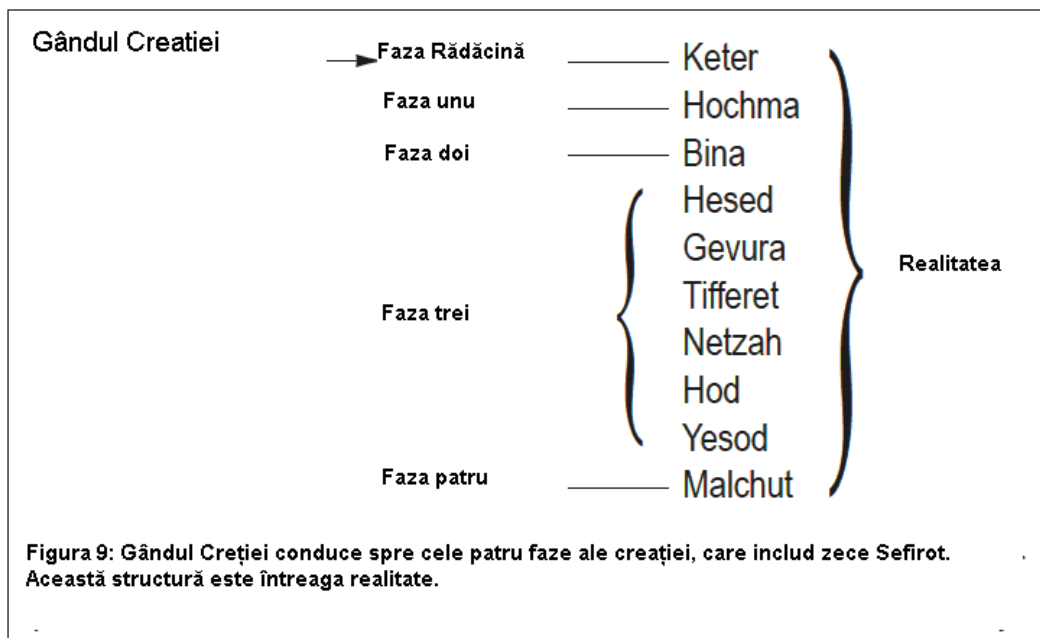 Gândul Creatiei
Faza Rădăcină Keter
Faza unu Hochma
Faza doi Bina
Hesed
Gevura
Realitatea
Tifferet
Faza trei
Netzah
Hod
Yesod
Faza patru Malchut
Figura 9: Gândul Creției conduce spre cele patru faze ale creației, care includ zece Sefirot.
Această structură este întreaga realitate.